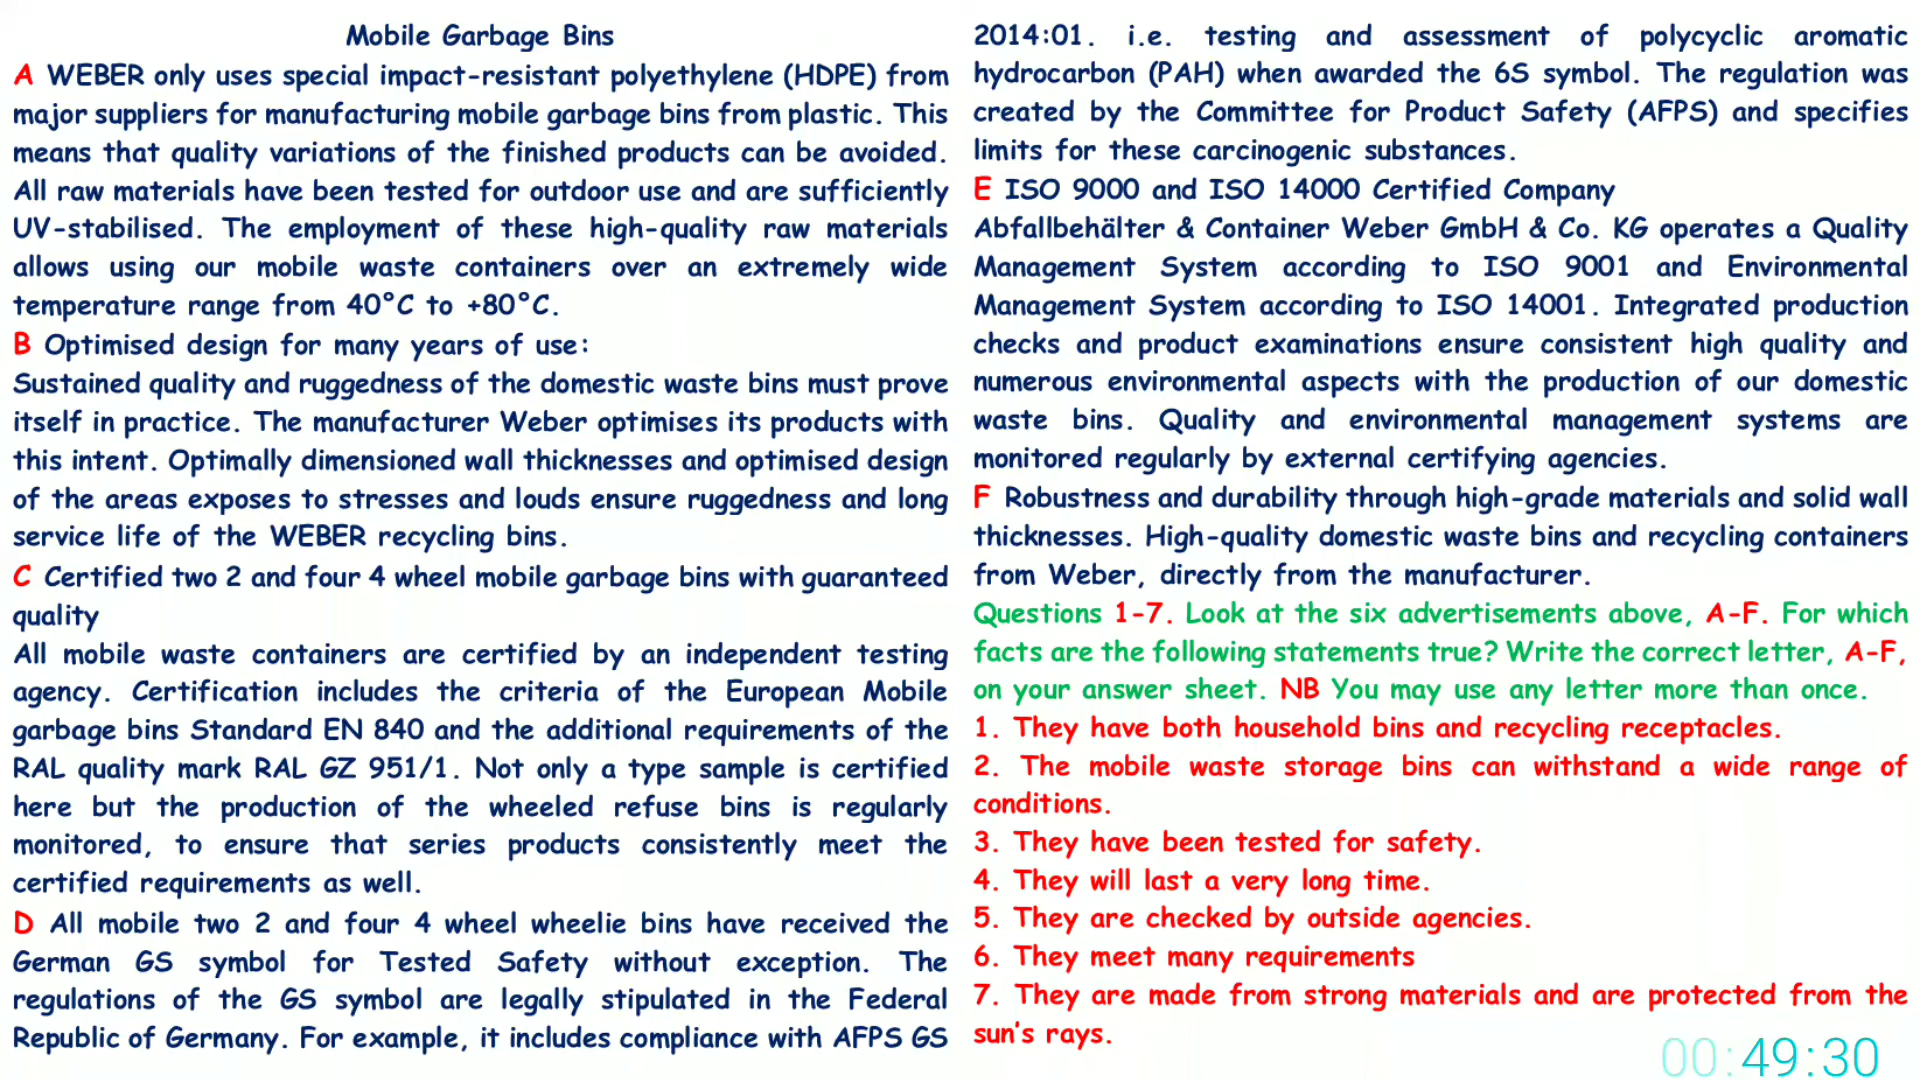 Mobile Garbage Bins
A WEBER only uses special impact-resistant polyethylene (HDPE) from
major suppliers for manufacturing mobile garbage bins from plastic. This
means that quality variations of the finished products can be avoided.
All raw materials have been tested for outdoor use and are sufficiently
UV-stabilised. The employment of these high-quality raw materials
allows using our mobile waste containers over an extremely wide
temperature range from 40°C to +80°C.
B Optimised design for many years of use:
Sustained quality and ruggedness of the domestic waste bins must prove
itself in practice. The manufacturer Weber optimises its products with
this intent. Optimally dimensioned wall thicknesses and optimised design
of the areas exposes to stresses and louds ensure ruggedness and long
service life of the WEBER recycling bins.
C Certified two 2 and four 4 wheel mobile garbage bins with guaranteed
quality
All mobile waste containers are certified by an independent testing
agency. Certification includes the criteria of the European Mobile
garbage bins Standard EN 840 and the additional requirements of the
RAL quality mark RAL GZ 951/1. Not only a type sample is certified
here but the production of the wheeled refuse bins is regularly
monitored, to ensure that series products consistently meet the
certified requirements as well.
D All mobile two 2 and four 4 wheel wheelie bins have received the
German GS symbol for Tested Safety without exception. The
regulations of the GS symbol are legally stipulated in the Federal
Republic of Germany. For example, it includes compliance with AFPS GS
2014:01. i.e. testing and assessment of polycyclic aromatic
hydrocarbon (PAH) when awarded the 6S symbol. The regulation was
created by the Committee for Product Safety (AFPS) and specifies
limits for these carcinogenic substances.
E ISO 9000 and ISO 14000 Certified Company
Abfallbehälter & Container Weber GmbH & Co. KG operates a Quality
Management System according to ISO 9001 and Environmental
Management System according to ISO 14001. Integrated production
checks and product examinations ensure consistent high quality and
numerous environmental aspects with the production of our domestic
waste bins. Quality and environmental management systems are
monitored regularly by external certifying agencies.
F Robustness and durability through high-grade materials and solid wall
thicknesses. High-quality domestic waste bins and recycling containers
from Weber, directly from the manufacturer.
Questions 1-7. Look at the six advertisements above, A-F. For which
facts are the following statements true? Write the correct letter, A-F,
on your answer sheet. NB You may use any letter more than once.
1. They have both household bins and recycling receptacles.
2. The mobile waste storage bins can withstand a wide range of
conditions.
3. They have been tested for safety.
4. They will last a very long time.
5. They are checked by outside agencies.
6. They meet many requirements
7. They are made from strong materials and are protected from the
sun's rays.
00:49:30